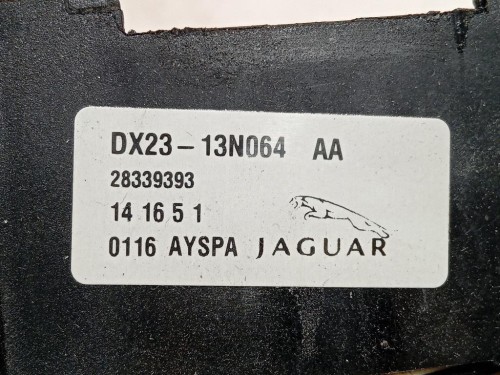 DX23-13N064 AA
28339393
14 16 5 1
0116 AYSPA JAGUAR